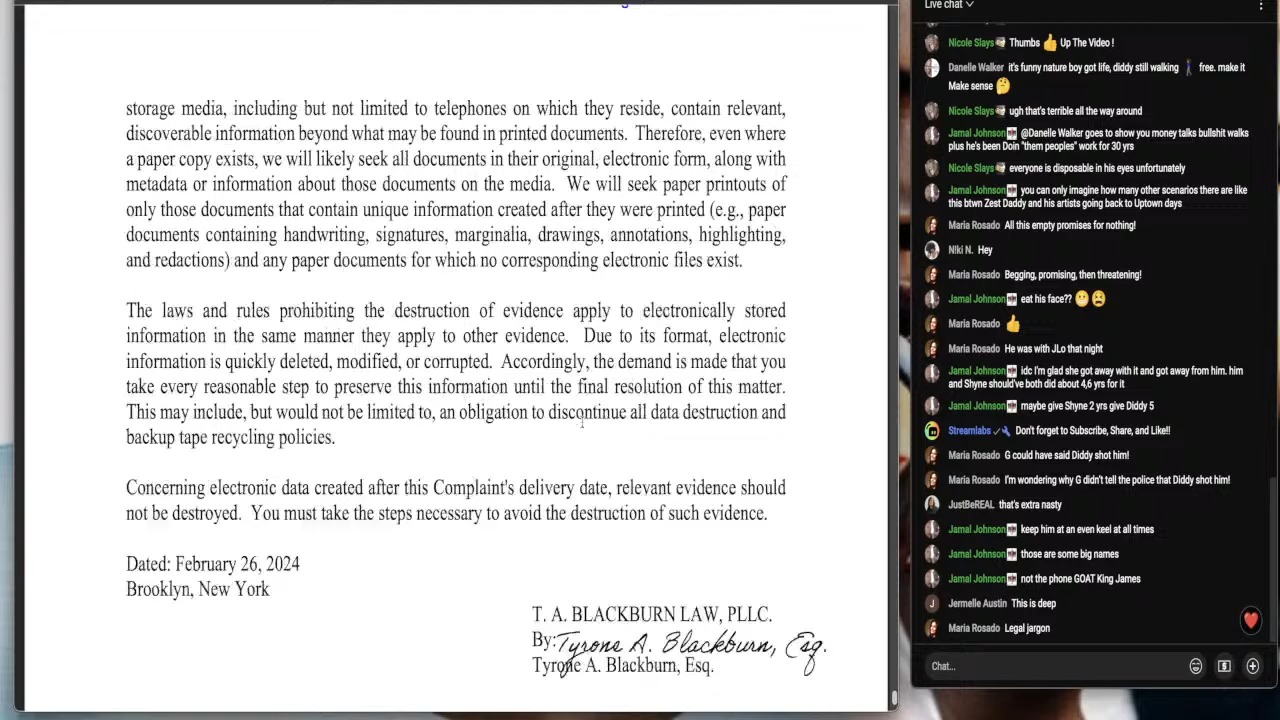 storage media, including but not limited to telephones on which they reside, contain relevant,
discoverable information beyond what may be found in printed documents. Therefore, even where
a paper copy exists, we will likely seek all documents in their original, electronic form, along with
metadata or information about those documents on the media. We will seek paper printouts of
only those documents that contain unique information created after they were printed (e.g., paper
documents containing handwriting, signatures, marginalia, drawings, annotations, highlighting,
and redactions) and any paper documents for which no corresponding electronic files exist.
The laws and rules prohibiting the destruction of evidence apply to electronically stored
information in the same manner they apply to other evidence. Due to its format, electronic
information is quickly deleted, modified, or corrupted. Accordingly, the demand is made that you
take every reasonable step to preserve this information until the final resolution of this matter.
This may include, but would not be limited to, an obligation to discontinue all data destruction and
backup tape recycling policies.
Concerning electronic data created after this Complaint's delivery date, relevant evidence should
not be destroyed. You must take the steps necessary to avoid the destruction of such evidence.
Dated: February 26, 2024
Brooklyn, New York
T. A. BLACKBURN LAW, PLLC.
By: Tyrone A. Blackburn, Esq.
Tyrone A. Blackburn, Esq.
Live chat
Nicole Slays Thumbs 👍 Up The Video !
Danelle Walker it's funny nature boy got life, diddy still walking 🚶 free. make it
Make sense 🤔
Nicole Slays ugh that's terrible all the way around
Jamal Johnson @Danelle Walker goes to show you money talks bullshit walks
plus he's been Doin "them peoples" work for 30 yrs
Nicole Slays everyone is disposable in his eyes unfortunately
Jamal Johnson you can only imagine how many other scenarios there are like
this btwn Zest Daddy and his artists going back to Uptown days
Maria Rosado All this empty promises for nothing!
N!ki N. Hey
Maria Rosado Begging, promising, then threatening!
Jamal Johnson eat his face?? 😬😫
Maria Rosado 👍
Maria Rosado He was with JLo that night
Jamal Johnson idc I'm glad she got away with it and got away from him. him
and Shyne should've both did about 4,6 yrs for it
Jamal Johnson maybe give Shyne 2 yrs give Diddy 5
Streamlabs Don't forget to Subscribe, Share, and Like!!
Maria Rosado G could have said Diddy shot him!
Maria Rosado I'm wondering why G didn't tell the police that Diddy shot him!
JustBeREAL that's extra nasty
Jamal Johnson keep him at an even keel at all times
Jamal Johnson those are some big names
Jamal Johnson not the phone GOAT King James
J Jermelle Austin This is deep
Maria Rosado Legal jargon
Chat...